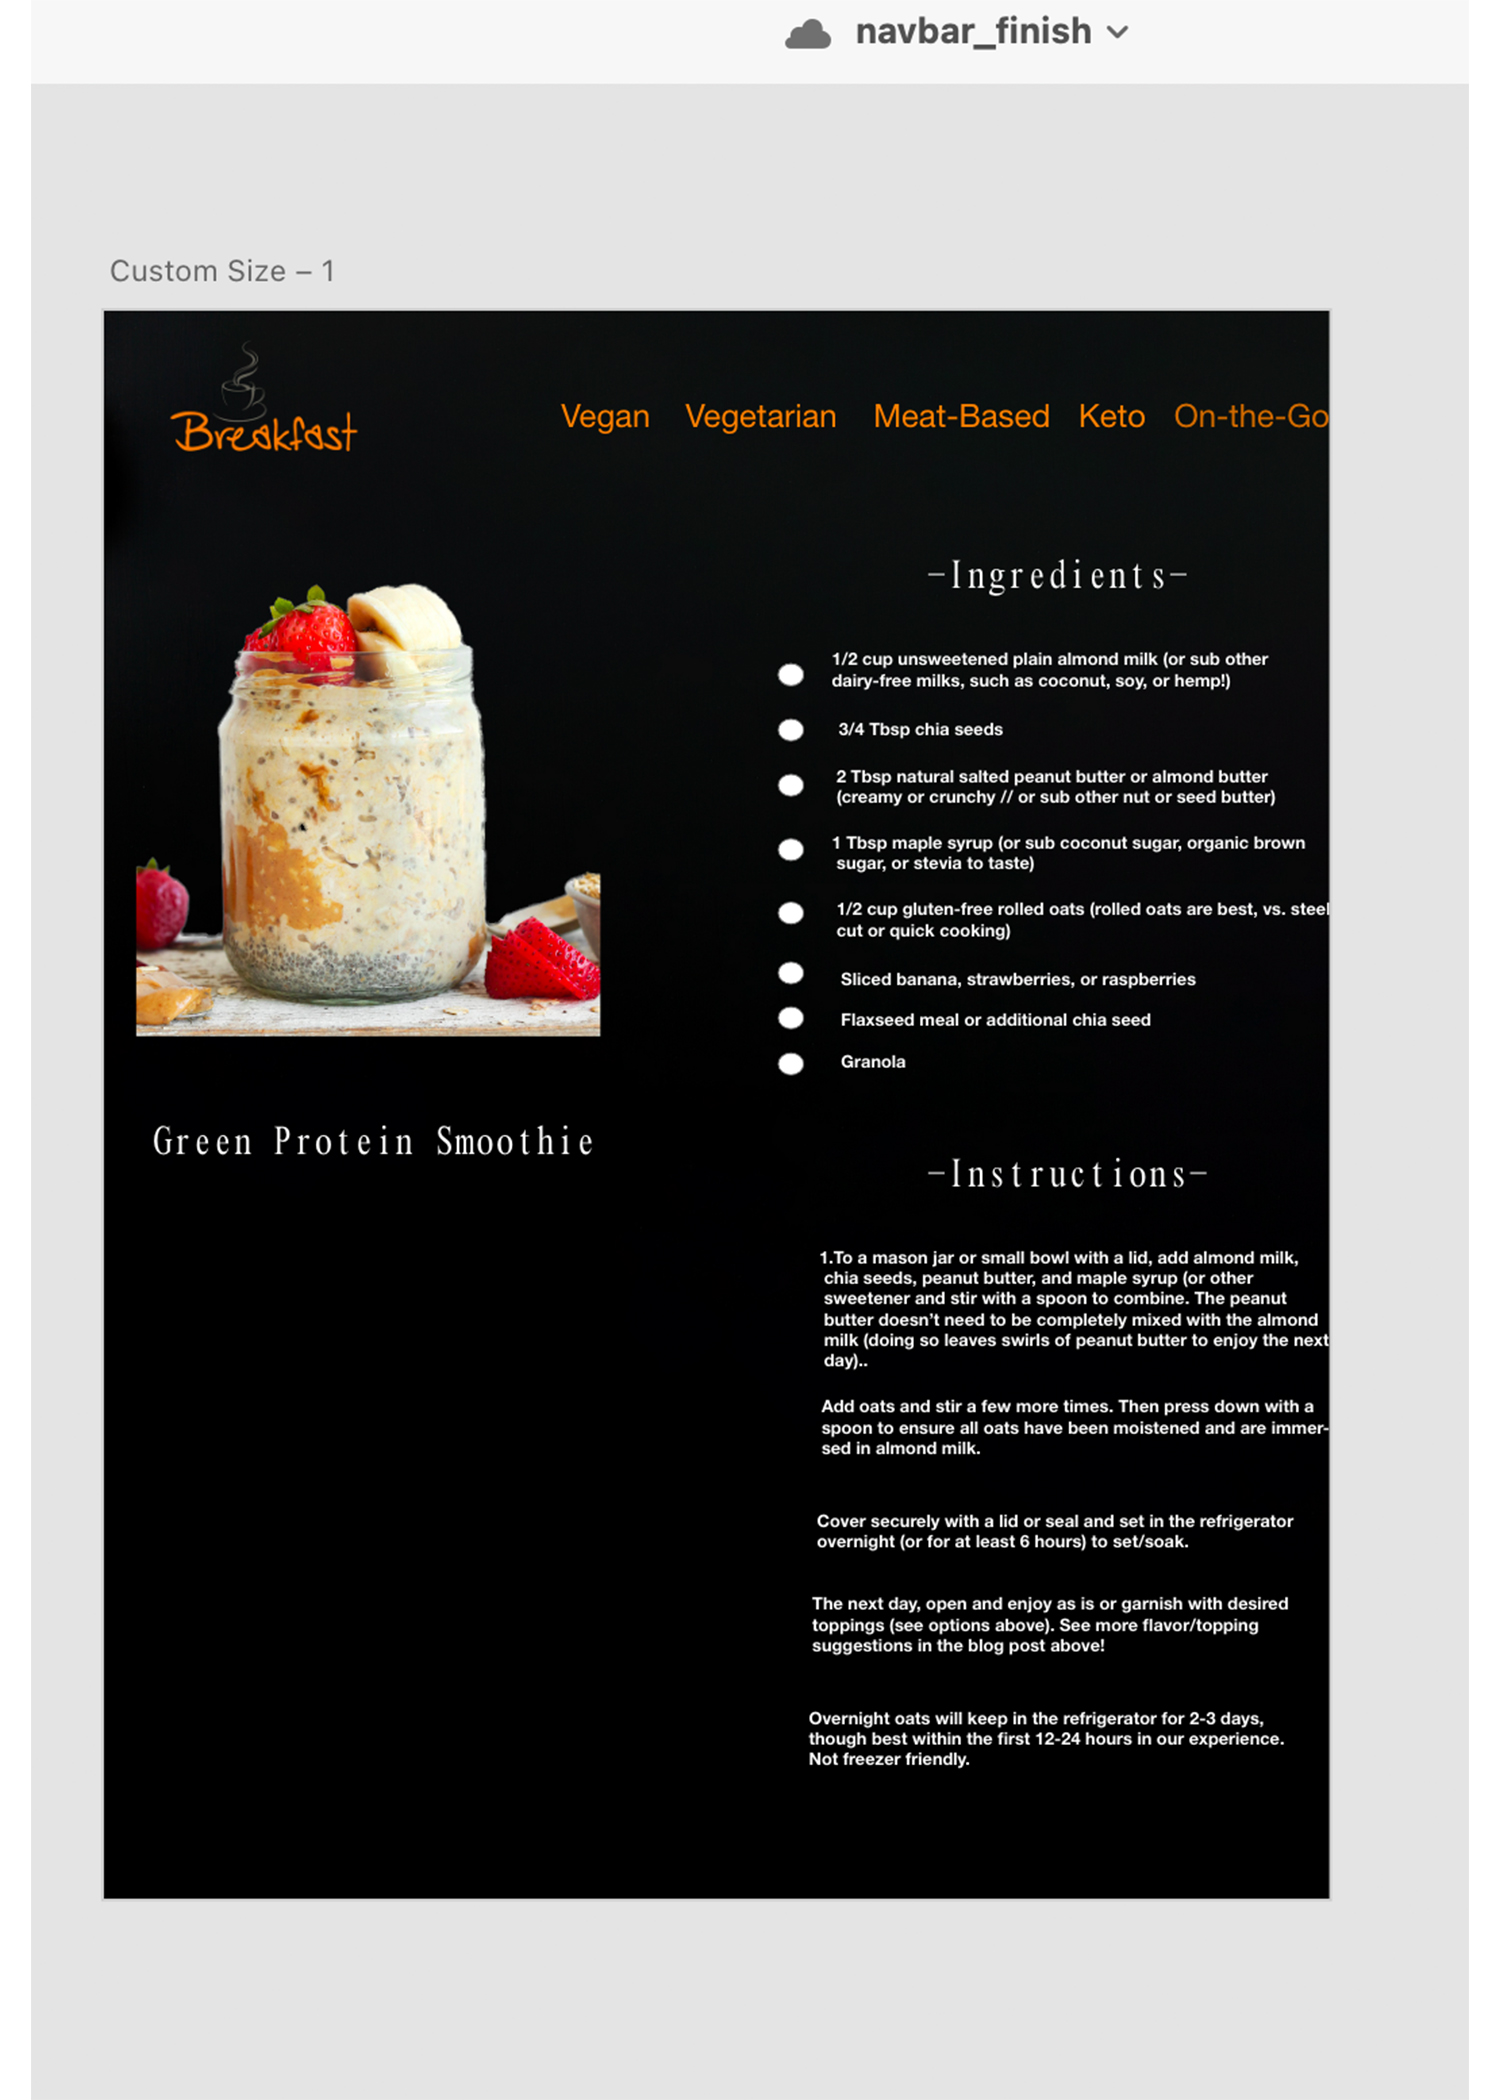 navbar_finish
Custom Size – 1
Breakfast
Vegan Vegetarian Meat-Based Keto On-the-Go
-Ingredients-
1/2 cup unsweetened plain almond milk (or sub other
dairy-free milks, such as coconut, soy, or hemp!)
3/4 Tbsp chia seeds
2 Tbsp natural salted peanut butter or almond butter
(creamy or crunchy // or sub other nut or seed butter)
1 Tbsp maple syrup (or sub coconut sugar, organic brown
sugar, or stevia to taste)
1/2 cup gluten-free rolled oats (rolled oats are best, vs. steel
cut or quick cooking)
Sliced banana, strawberries, or raspberries
Flaxseed meal or additional chia seed
Granola
Green Protein Smoothie
-Instructions-
1.To a mason jar or small bowl with a lid, add almond milk,
chia seeds, peanut butter, and maple syrup (or other
sweetener and stir with a spoon to combine. The peanut
butter doesn’t need to be completely mixed with the almond
milk (doing so leaves swirls of peanut butter to enjoy the next
day)..
Add oats and stir a few more times. Then press down with a
spoon to ensure all oats have been moistened and are immer-
sed in almond milk.
Cover securely with a lid or seal and set in the refrigerator
overnight (or for at least 6 hours) to set/soak.
The next day, open and enjoy as is or garnish with desired
toppings (see options above). See more flavor/topping
suggestions in the blog post above!
Overnight oats will keep in the refrigerator for 2-3 days,
though best within the first 12-24 hours in our experience.
Not freezer friendly.